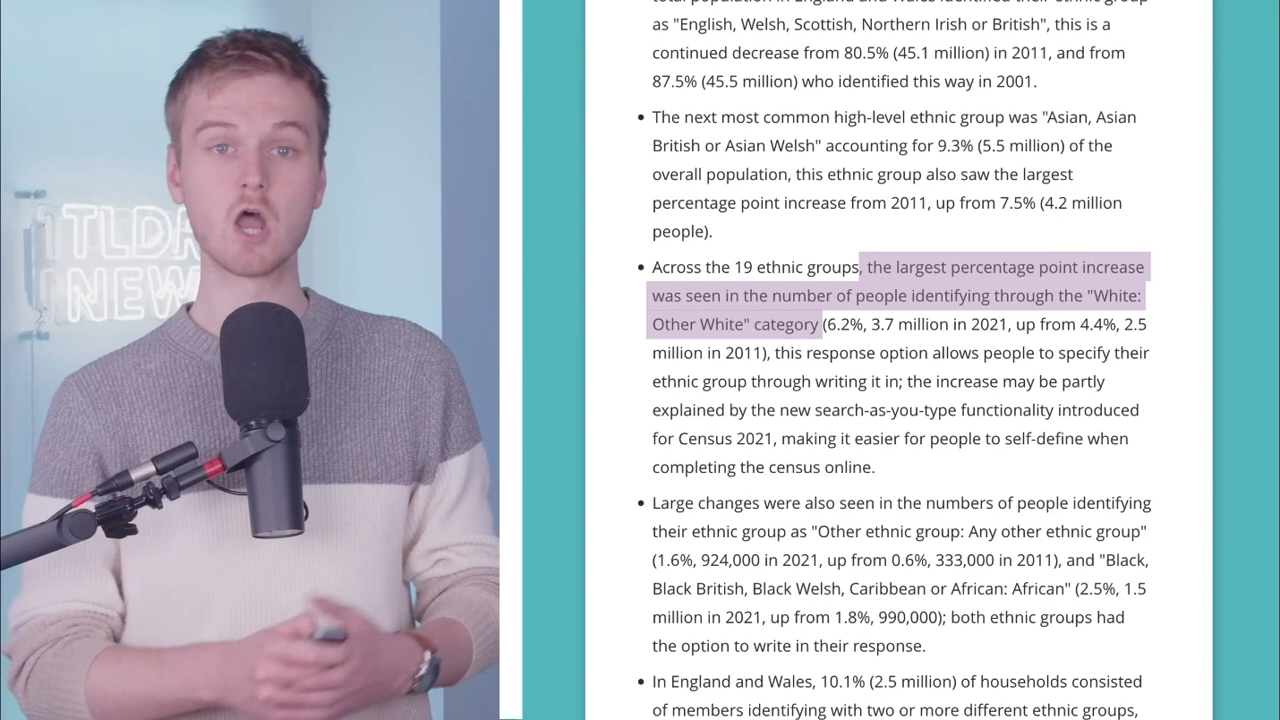 TLDR
NEW
total population in England and Wales identified their ethnic group
as "English, Welsh, Scottish, Northern Irish or British", this is a
continued decrease from 80.5% (45.1 million) in 2011, and from
87.5% (45.5 million) who identified this way in 2001.
The next most common high-level ethnic group was "Asian, Asian
British or Asian Welsh" accounting for 9.3% (5.5 million) of the
overall population, this ethnic group also saw the largest
percentage point increase from 2011, up from 7.5% (4.2 million
people).
Across the 19 ethnic groups, the largest percentage point increase
was seen in the number of people identifying through the "White:
Other White" category (6.2%, 3.7 million in 2021, up from 4.4%, 2.5
million in 2011), this response option allows people to specify their
ethnic group through writing it in; the increase may be partly
explained by the new search-as-you-type functionality introduced
for Census 2021, making it easier for people to self-define when
completing the census online.
Large changes were also seen in the numbers of people identifying
their ethnic group as "Other ethnic group: Any other ethnic group"
(1.6%, 924,000 in 2021, up from 0.6%, 333,000 in 2011), and "Black,
Black British, Black Welsh, Caribbean or African: African" (2.5%, 1.5
million in 2021, up from 1.8%, 990,000); both ethnic groups had
the option to write in their response.
In England and Wales, 10.1% (2.5 million) of households consisted
of members identifying with two or more different ethnic groups,